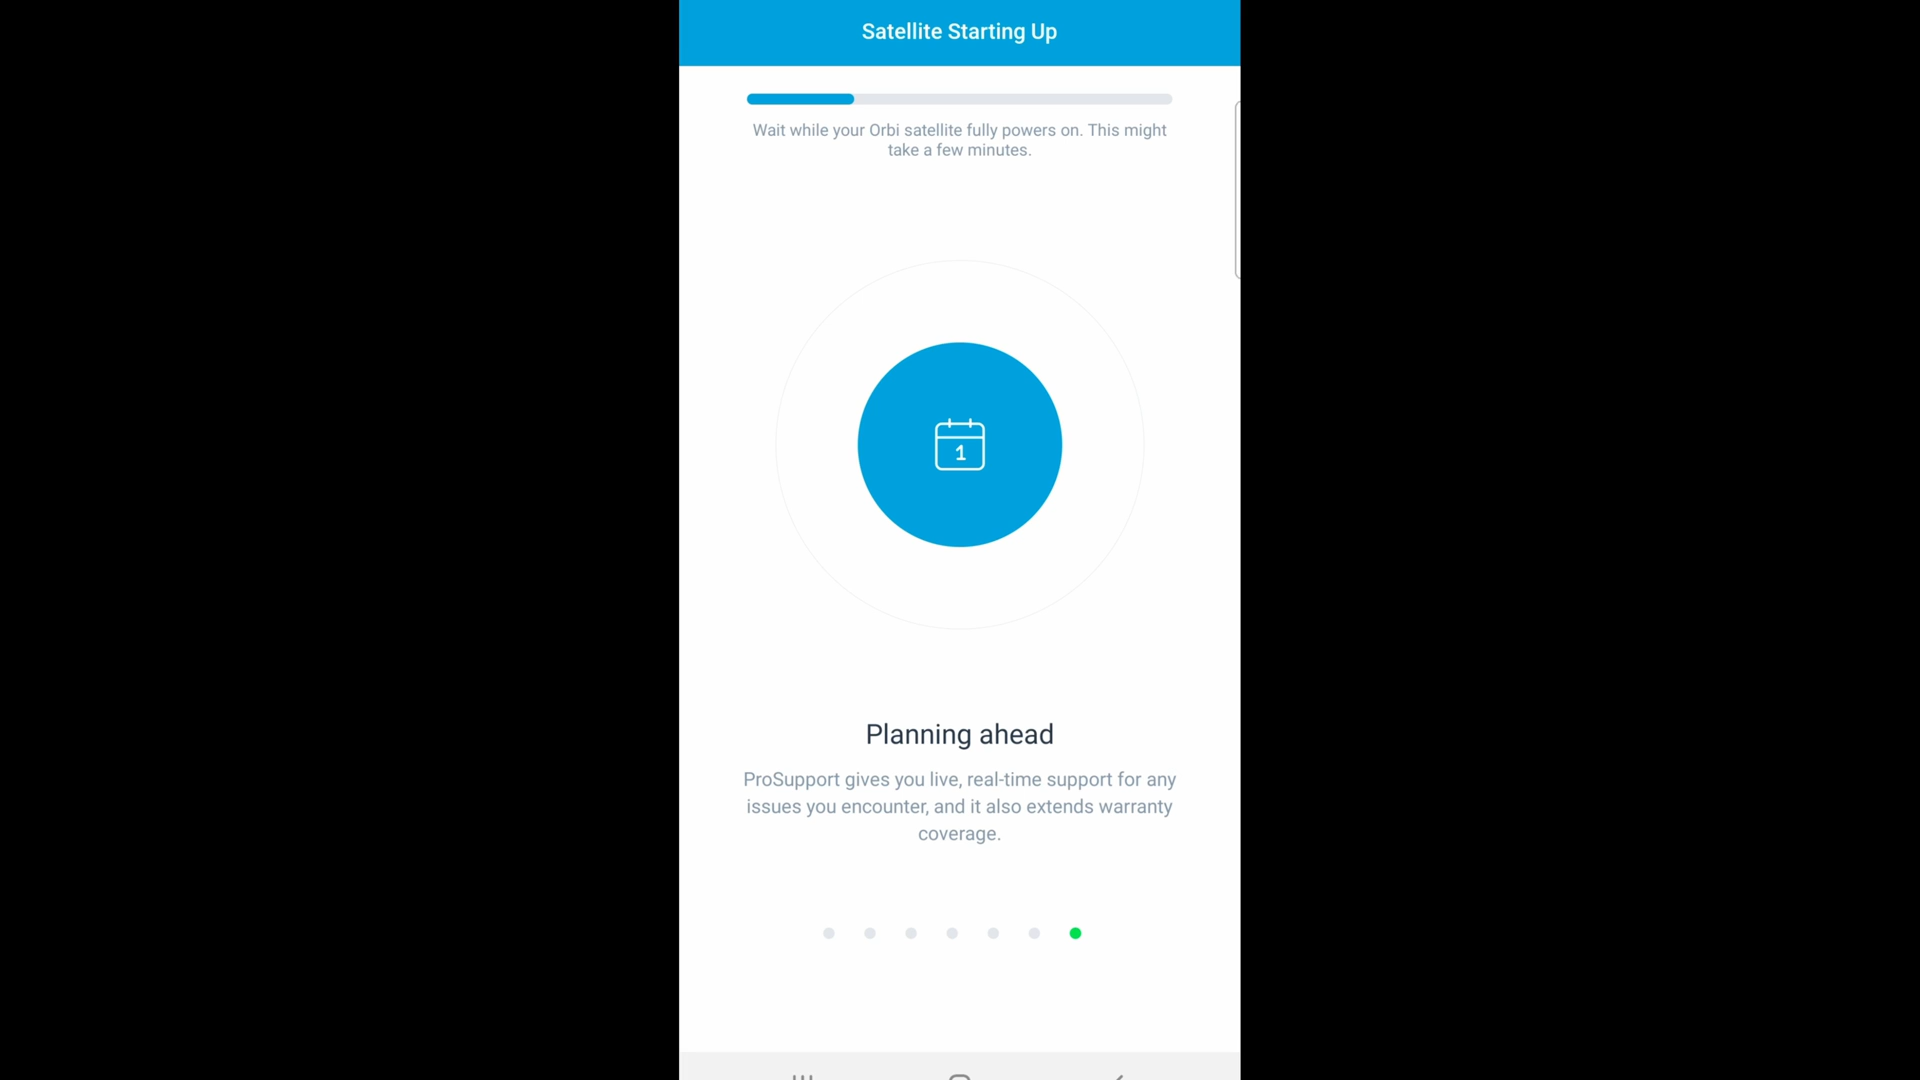 Satellite Starting Up
Wait while your Orbi satellite fully powers on. This might
take a few minutes.
1
Planning ahead
ProSupport gives you live, real-time support for any
issues you encounter, and it also extends warranty
coverage.